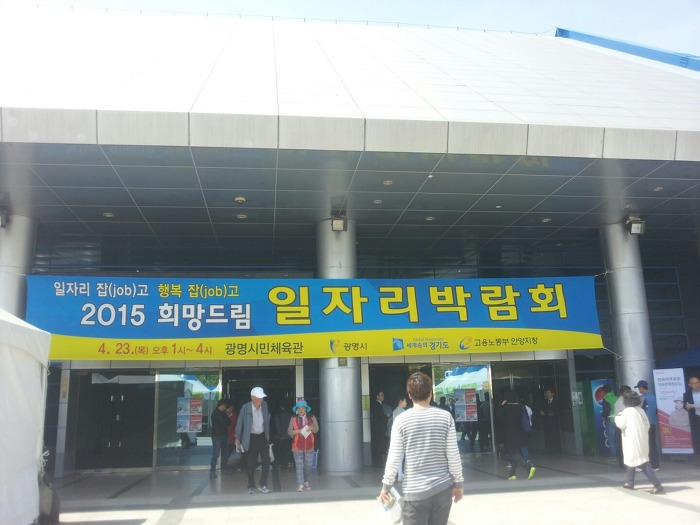 일자리 잡(job)고 행복 잡(job)고
2015 희망드림 일자리박람회
4. 23.(목) 오후 1시~ 4시 광명시민체육관 광명시 세계속의 경기도 고용노동부 안양지청